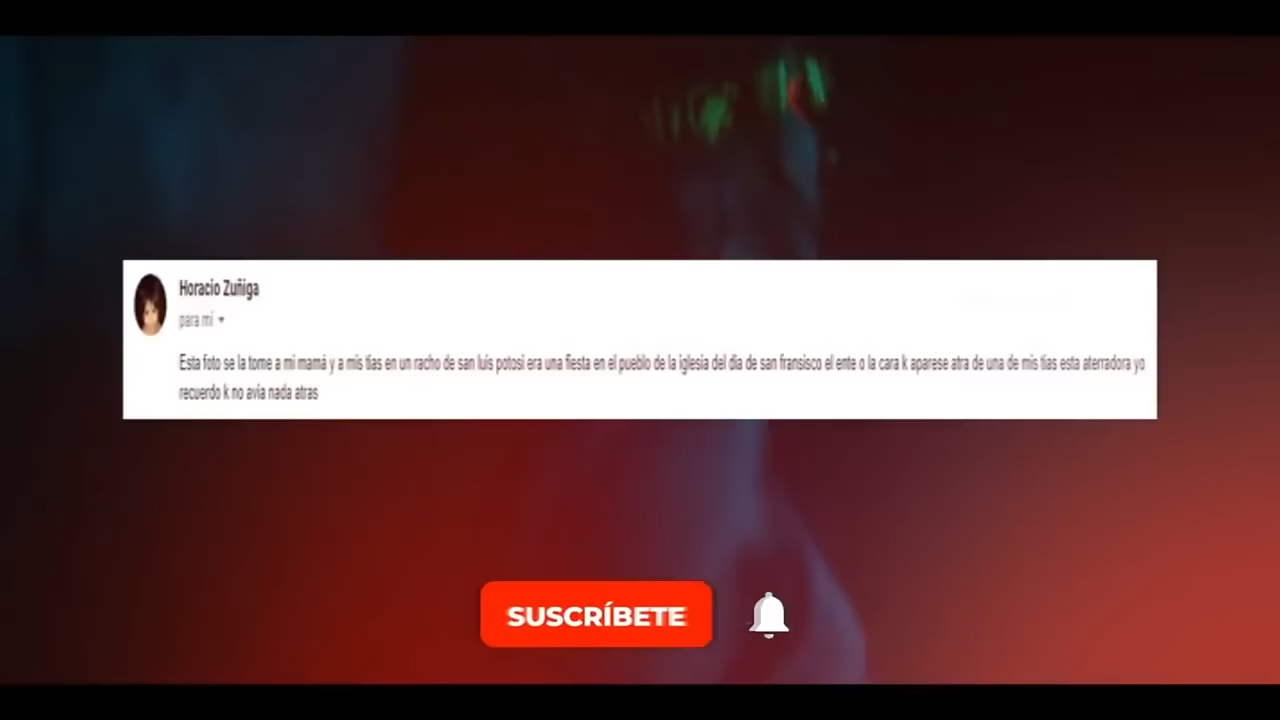 Horacio Zuñiga
para mí
Esta foto se la tome a mi mamá y a mis tias en un racho de san luis potosi era una fiesta en el pueblo de la iglesia del dia de san fransisco el ente o la cara k aparese atra de una de mis tias esta aterradora yo
recuerdo k no avia nada atras
SUSCRÍBETE